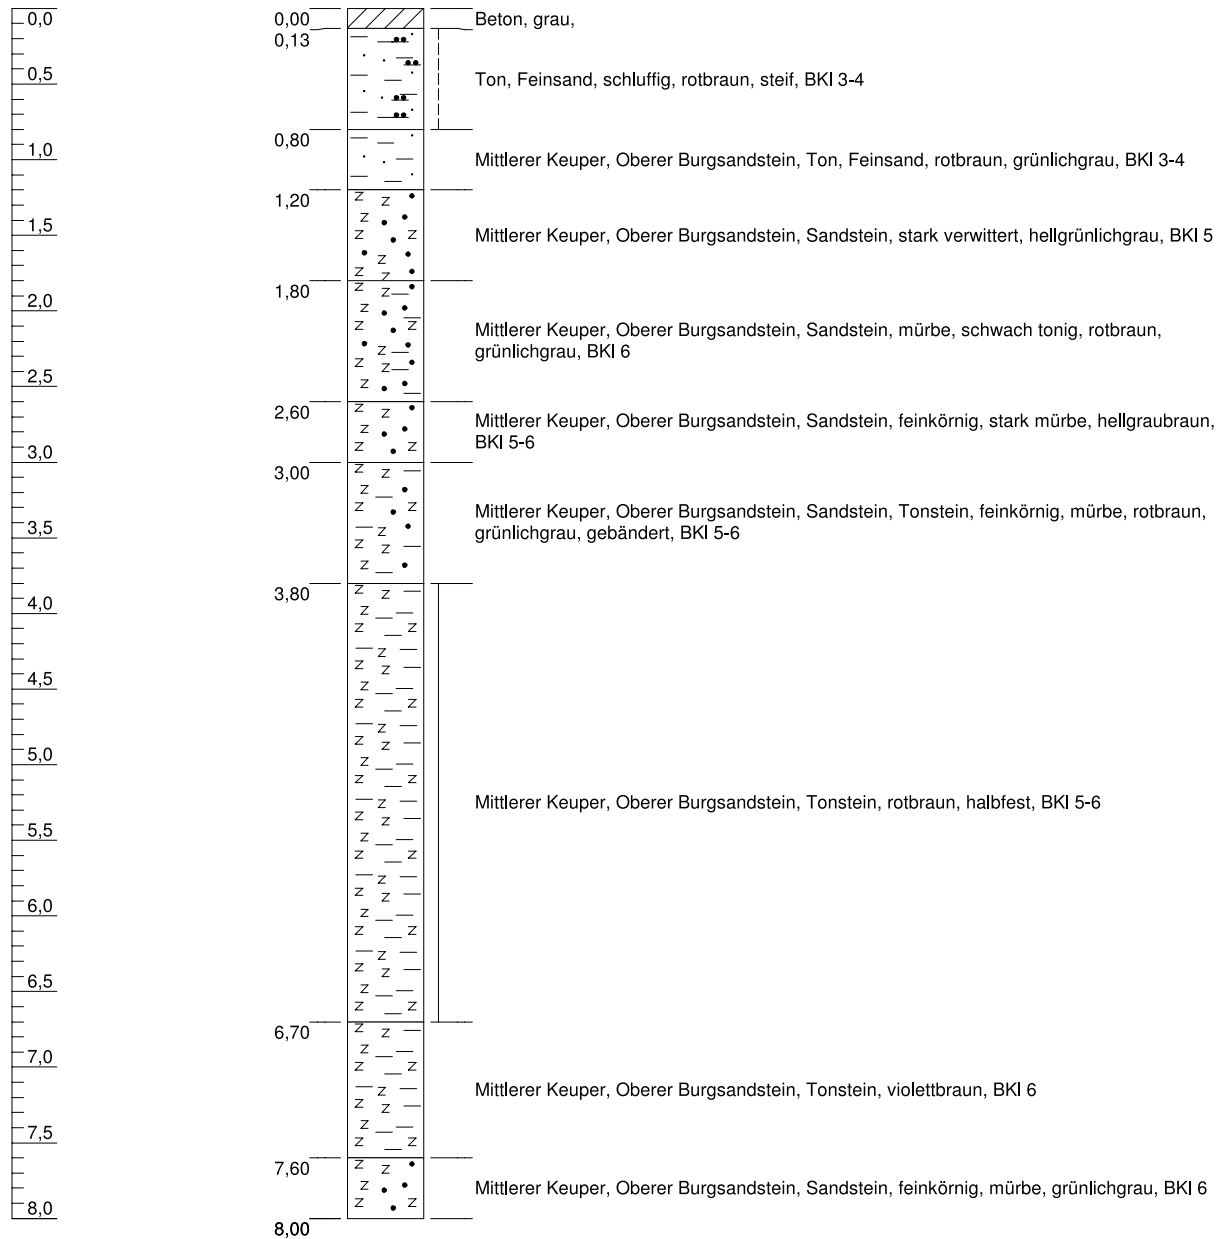 0,0
0,00
Beton, grau,
0,13
0,5
Ton, Feinsand, schluffig, rotbraun, steif, BKl 3-4
0,80
1,0
Mittlerer Keuper, Oberer Burgsandstein, Ton, Feinsand, rotbraun, grünlichgrau, BKl 3-4
1,20
1,5
Mittlerer Keuper, Oberer Burgsandstein, Sandstein, stark verwittert, hellgrünlichgrau, BKl 5
1,80
2,0
Mittlerer Keuper, Oberer Burgsandstein, Sandstein, mürbe, schwach tonig, rotbraun,
grünlichgrau, BKl 6
2,5
2,60
Mittlerer Keuper, Oberer Burgsandstein, Sandstein, feinkörnig, stark mürbe, hellgraubraun,
BKl 5-6
3,0
3,00
3,5
Mittlerer Keuper, Oberer Burgsandstein, Sandstein, Tonstein, feinkörnig, mürbe, rotbraun,
grünlichgrau, gebändert, BKl 5-6
3,80
4,0
4,5
5,0
Mittlerer Keuper, Oberer Burgsandstein, Tonstein, rotbraun, halbfest, BKl 5-6
5,5
6,0
6,5
6,70
7,0
Mittlerer Keuper, Oberer Burgsandstein, Tonstein, violettbraun, BKl 6
7,5
7,60
Mittlerer Keuper, Oberer Burgsandstein, Sandstein, feinkörnig, mürbe, grünlichgrau, BKl 6
8,0
8,00